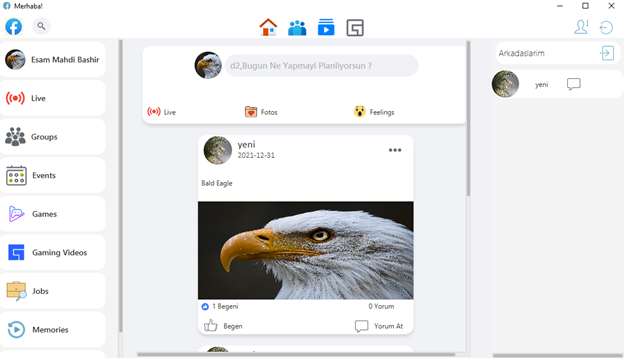 Merhaba!
Esam Mahdi Bashir
Live
Groups
Events
Games
Gaming Videos
Jobs
Memories
d2,Bugun Ne Yapmayi Planliyorsun ?
Live
Fotos
Feelings
yeni
2021-12-31
Bald Eagle
1 Begeni
0 Yorum
Begen
Yorum At
Arkadaslarim
yeni